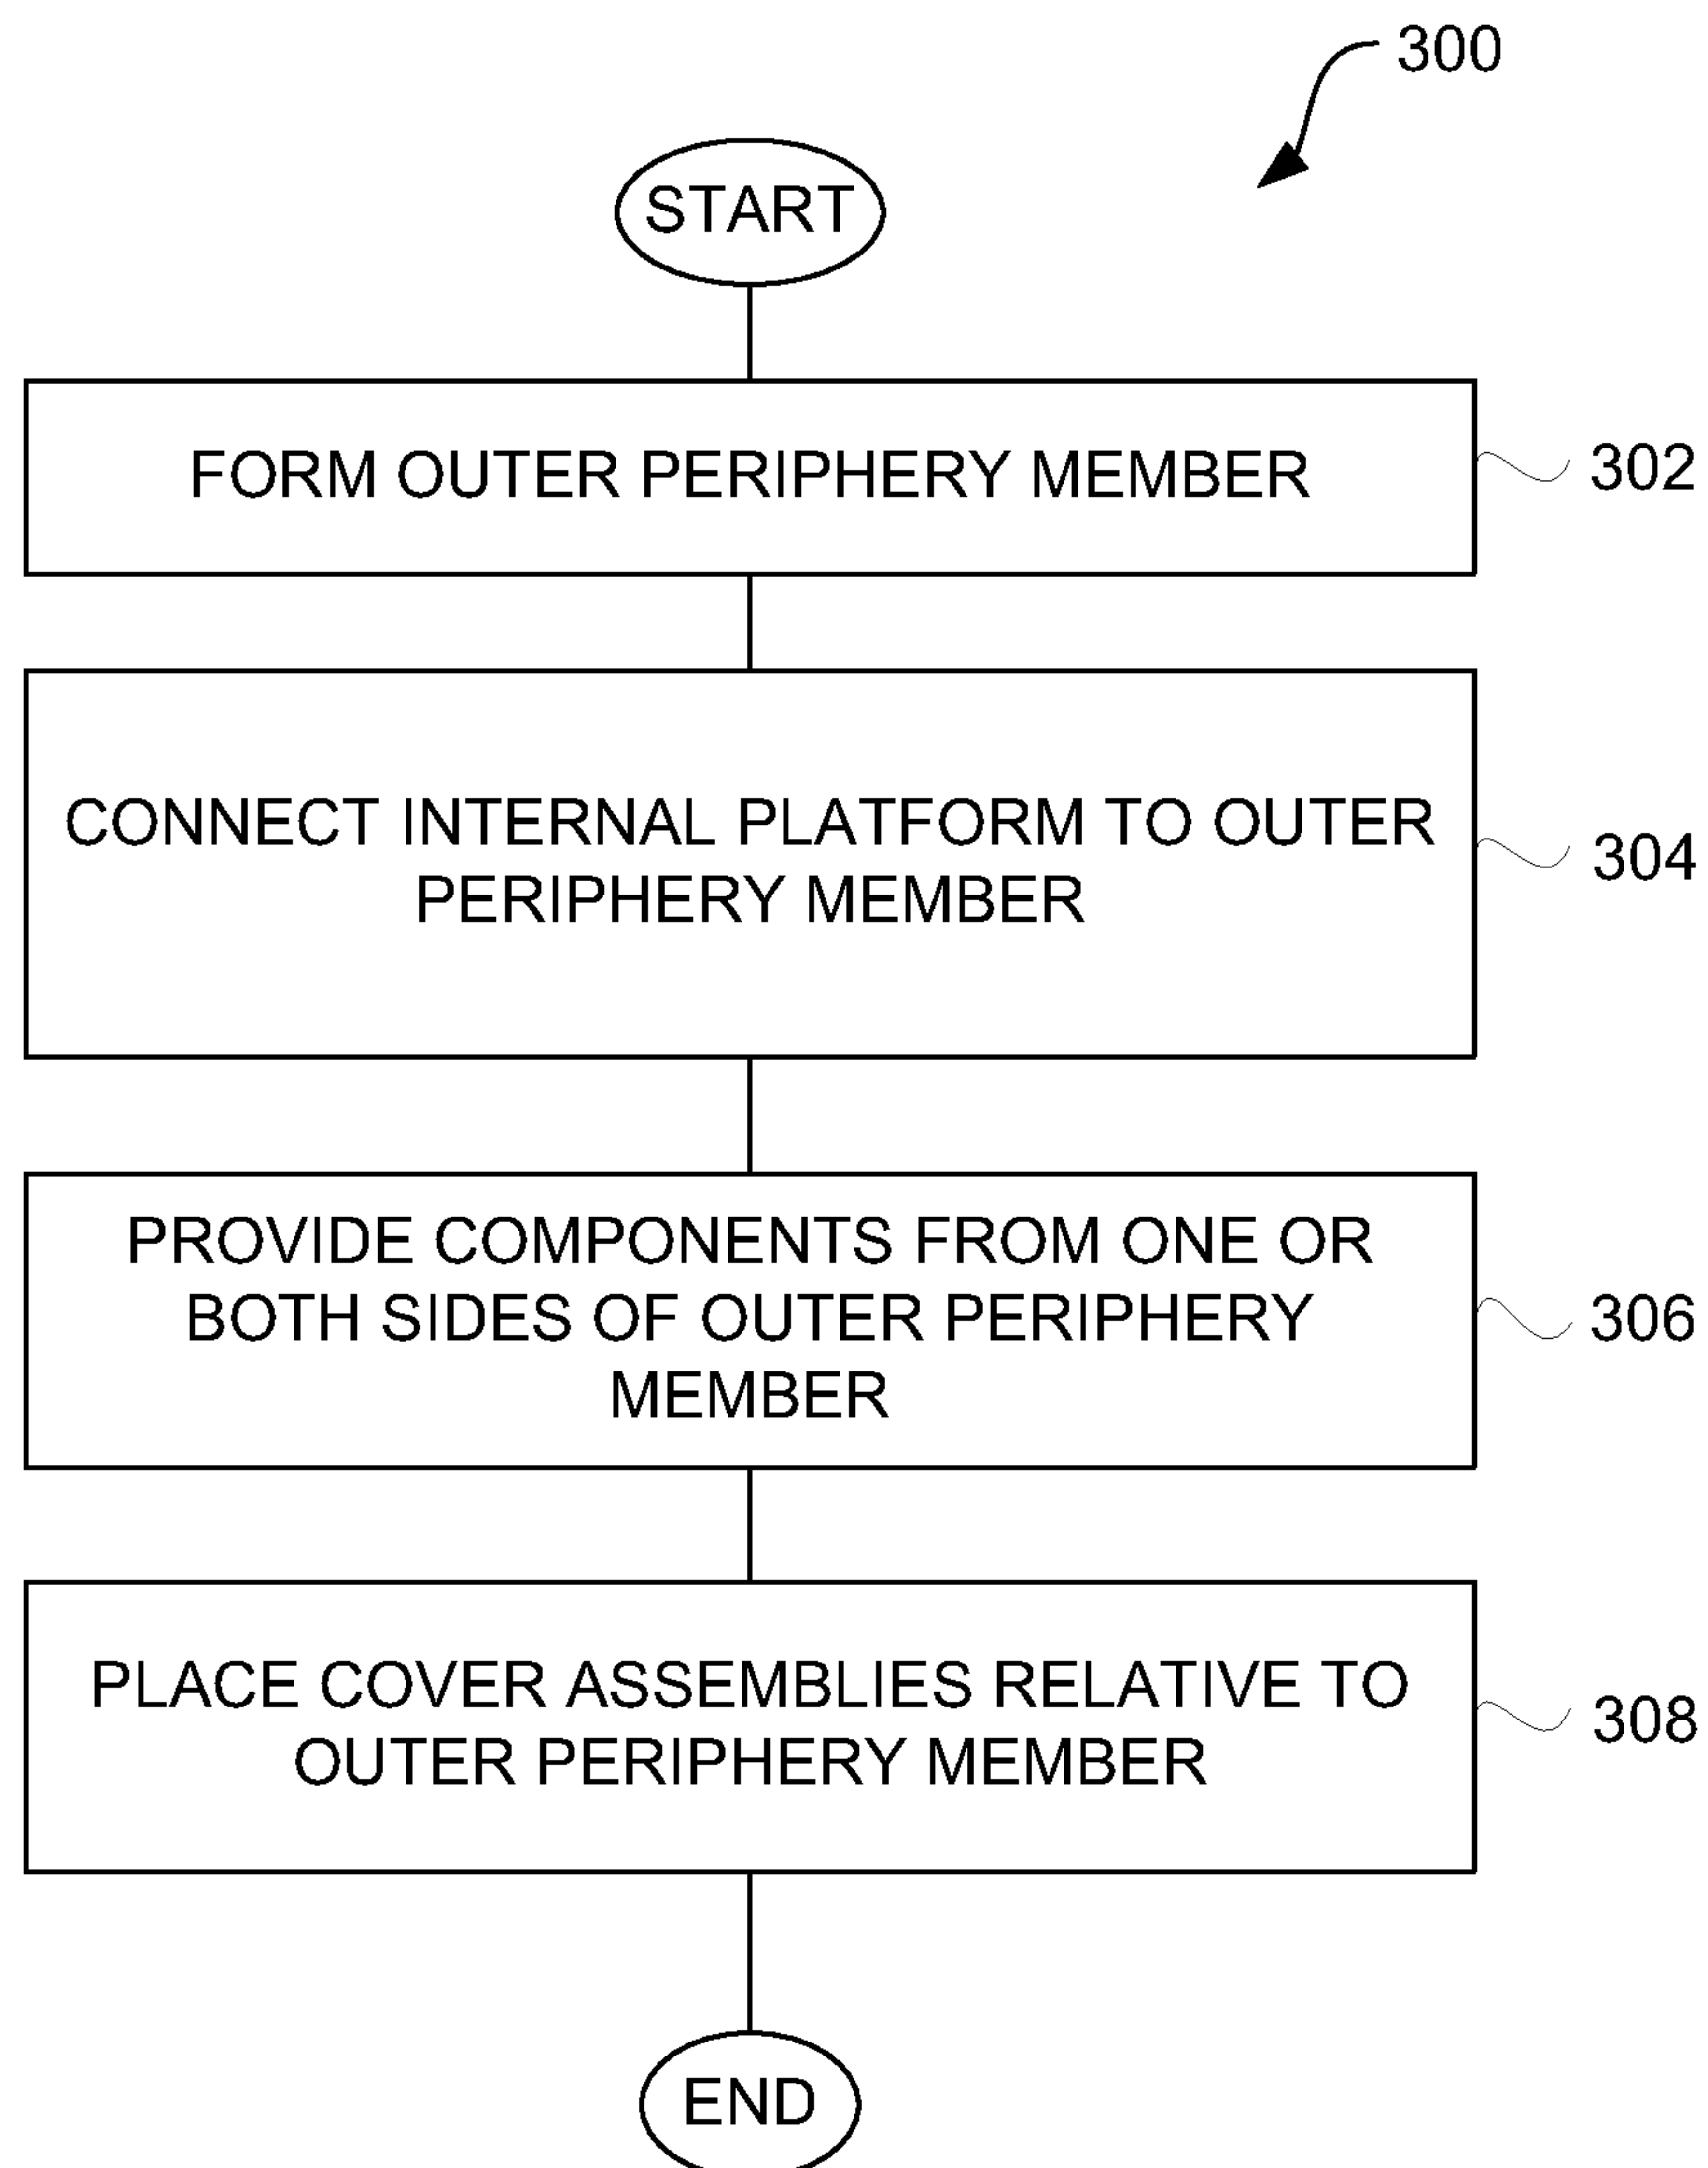 300
START
FORM OUTER PERIPHERY MEMBER
302
CONNECT INTERNAL PLATFORM TO OUTER
PERIPHERY MEMBER
304
PROVIDE COMPONENTS FROM ONE OR
BOTH SIDES OF OUTER PERIPHERY
MEMBER
306
PLACE COVER ASSEMBLIES RELATIVE TO
OUTER PERIPHERY MEMBER
308
END